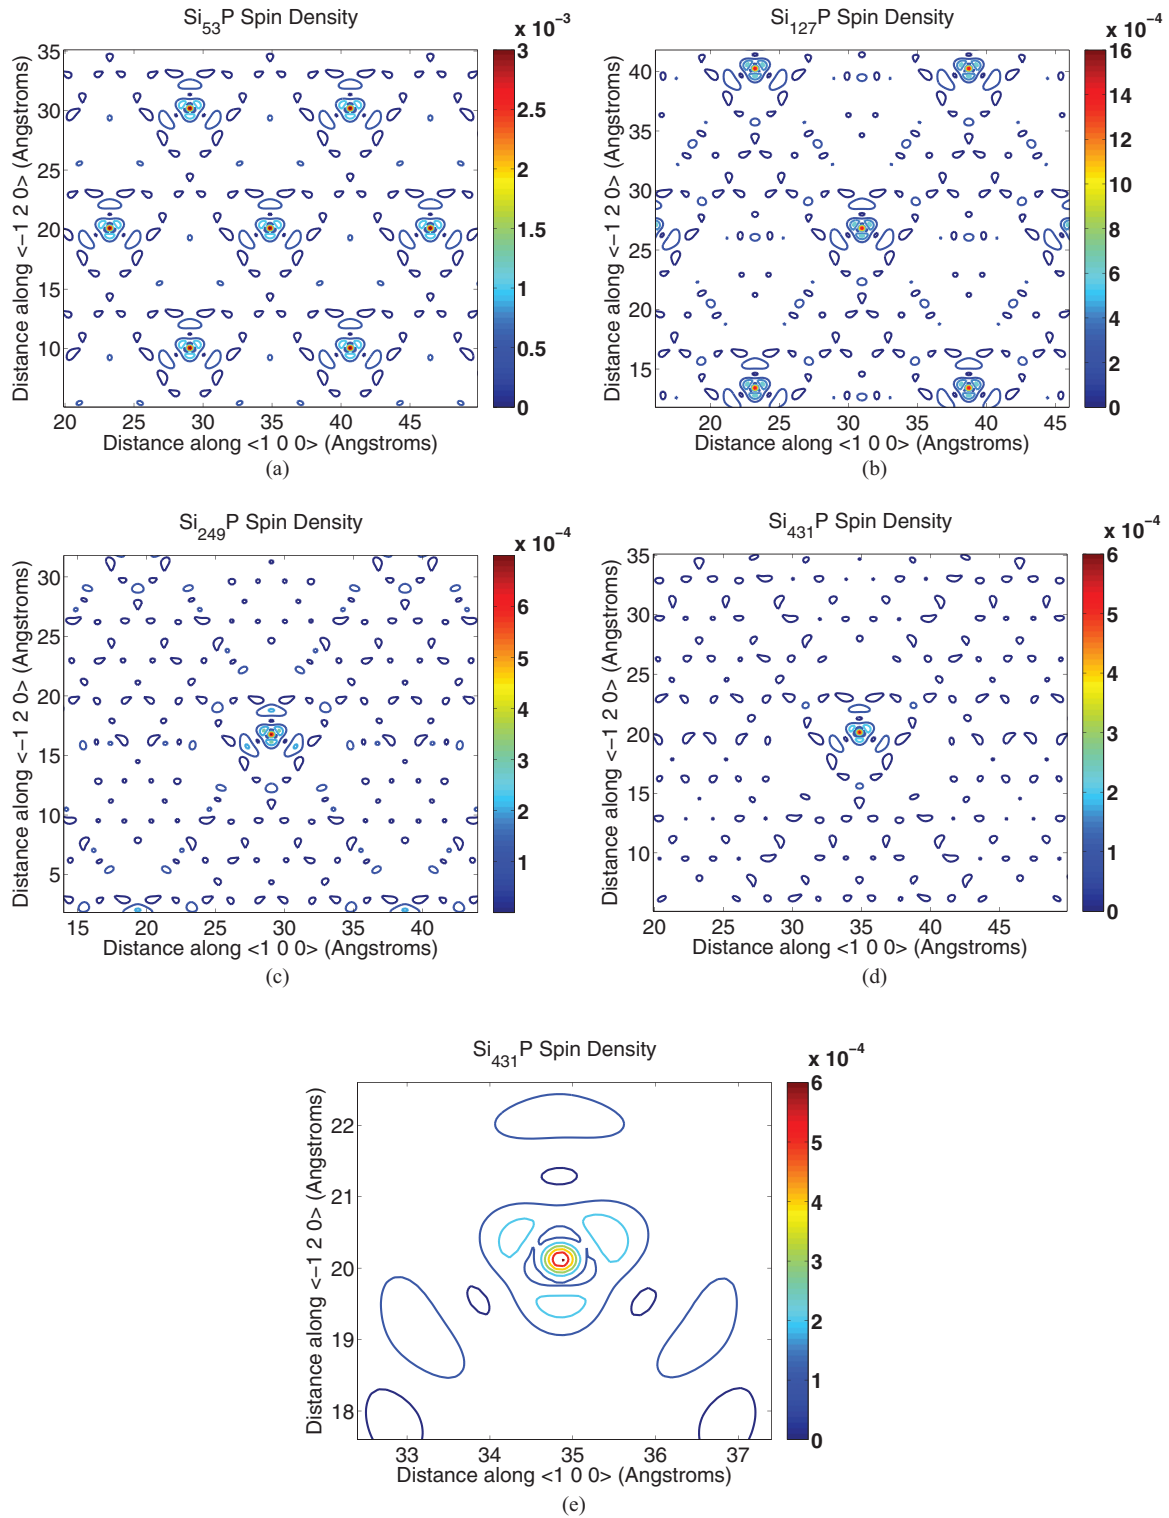 Si53P Spin Density
x 10−3
Distance along <−1 2 0> (Angstroms)
35
30
25
20
15
10
20 25 30 35 40 45
3
2.5
2
1.5
1
0.5
0
Distance along <1 0 0> (Angstroms)
(a)
Si127P Spin Density
x 10−4
Distance along <−1 2 0> (Angstroms)
40
35
30
25
20
15
20 25 30 35 40 45
16
14
12
10
8
6
4
2
0
Distance along <1 0 0> (Angstroms)
(b)
Si249P Spin Density
x 10−4
Distance along <−1 2 0> (Angstroms)
30
25
20
15
10
5
15 20 25 30 35 40
6
5
4
3
2
1
Distance along <1 0 0> (Angstroms)
(c)
Si431P Spin Density
x 10−4
Distance along <−1 2 0> (Angstroms)
35
30
25
20
15
10
20 25 30 35 40 45
6
5
4
3
2
1
0
Distance along <1 0 0> (Angstroms)
(d)
Si431P Spin Density
x 10−4
Distance along <−1 2 0> (Angstroms)
22
21
20
19
18
33 34 35 36 37
6
5
4
3
2
1
0
Distance along <1 0 0> (Angstroms)
(e)